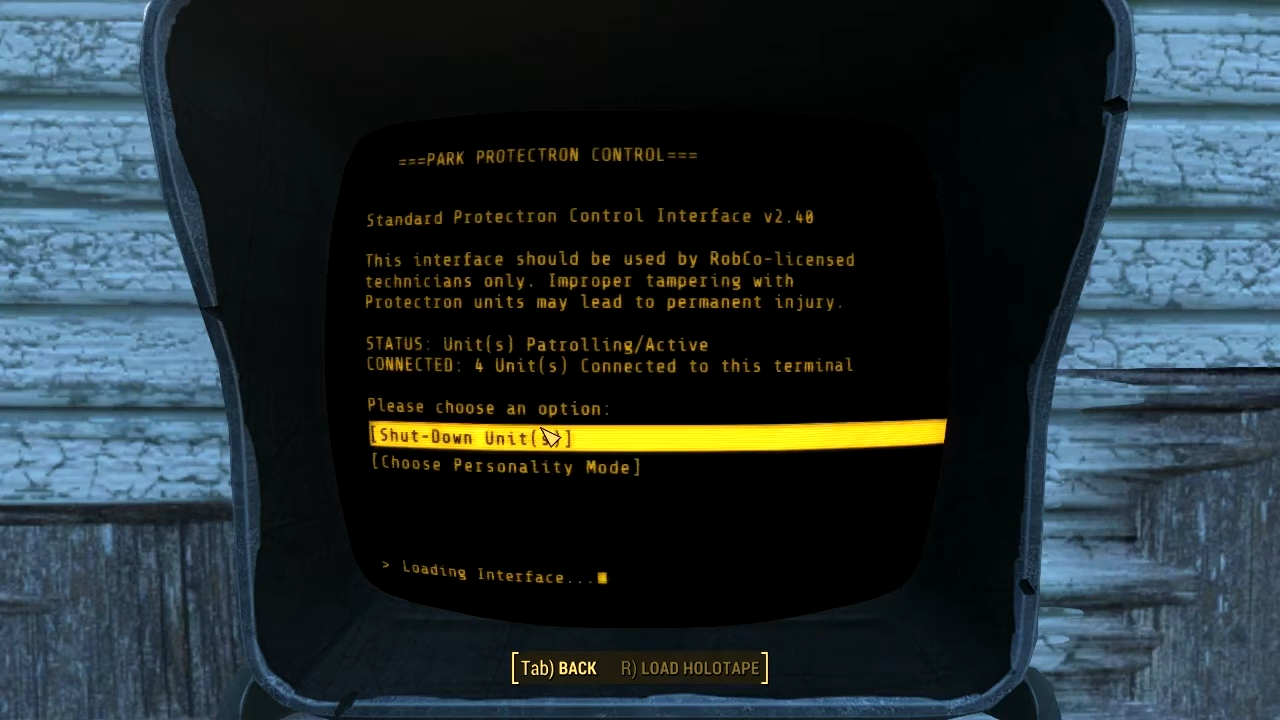 ===PARK PROTECTRON CONTROL===
Standard Protectron Control Interface v2.40
This interface should be used by RobCo-licensed
technicians only. Improper tampering with
Protectron units may lead to permanent injury.
STATUS: Unit(s) Patrolling/Active
CONNECTED: 4 Unit(s) Connected to this terminal
Please choose an option:
[Shut-Down Unit(s)]
[Choose Personality Mode]
> Loading Interface...
Tab) BACK R) LOAD HOLOTAPE